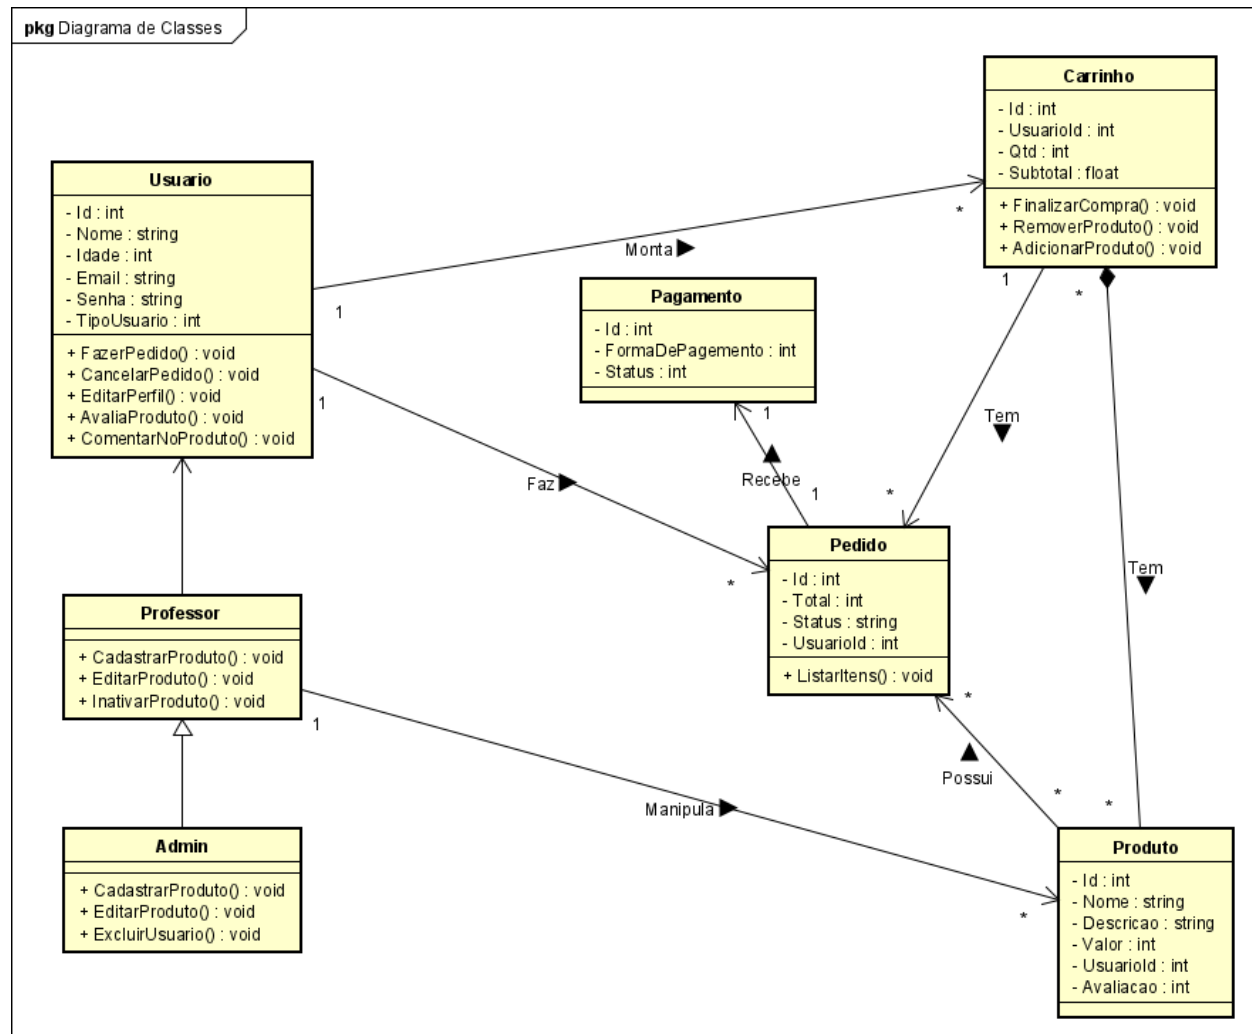 pkg Diagrama de Classes
Carrinho
- Id : int
- UsuarioId : int
- Qtd : int
- Subtotal : float
+ FinalizarCompra() : void
+ RemoverProduto() : void
+ AdicionarProduto() : void
Usuario
- Id : int
- Nome : string
- Idade : int
- Email : string
- Senha : string
- TipoUsuario : int
+ FazerPedido() : void
+ CancelarPedido() : void
+ EditarPerfil() : void
+ AvaliaProduto() : void
+ ComentarNoProduto() : void
*
Monta
1
1
*
Pagamento
- Id : int
- FormaDePagemento : int
- Status : int
1
1
Tem
Recebe
Faz
1
*
*
Tem
Pedido
- Id : int
- Total : int
- Status : string
- UsuarioId : int
+ ListarItens() : void
Professor
+ CadastrarProduto() : void
+ EditarProduto() : void
+ InativarProduto() : void
1
*
Possui
*
*
Manipula
*
Admin
+ CadastrarProduto() : void
+ EditarProduto() : void
+ ExcluirUsuario() : void
Produto
- Id : int
- Nome : string
- Descricao : string
- Valor : int
- UsuarioId : int
- Avaliacao : int